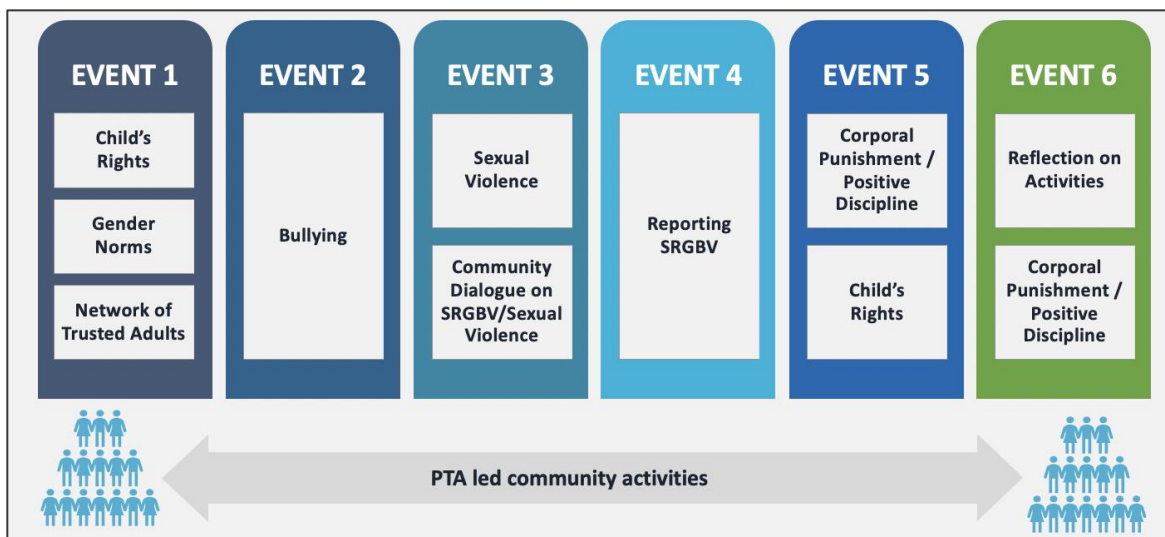 EVENT 1
Child's
Rights
Gender
Norms
Network of
Trusted Adults
EVENT 2
Bullying
EVENT 3
Sexual
Violence
Community
Dialogue on
SRGBV/Sexual
Violence
EVENT 4
Reporting
SRGBV
EVENT 5
Corporal
Punishment /
Positive
Discipline
Child's
Rights
EVENT 6
Reflection on
Activities
Corporal
Punishment /
Positive
Discipline
PTA led community activities